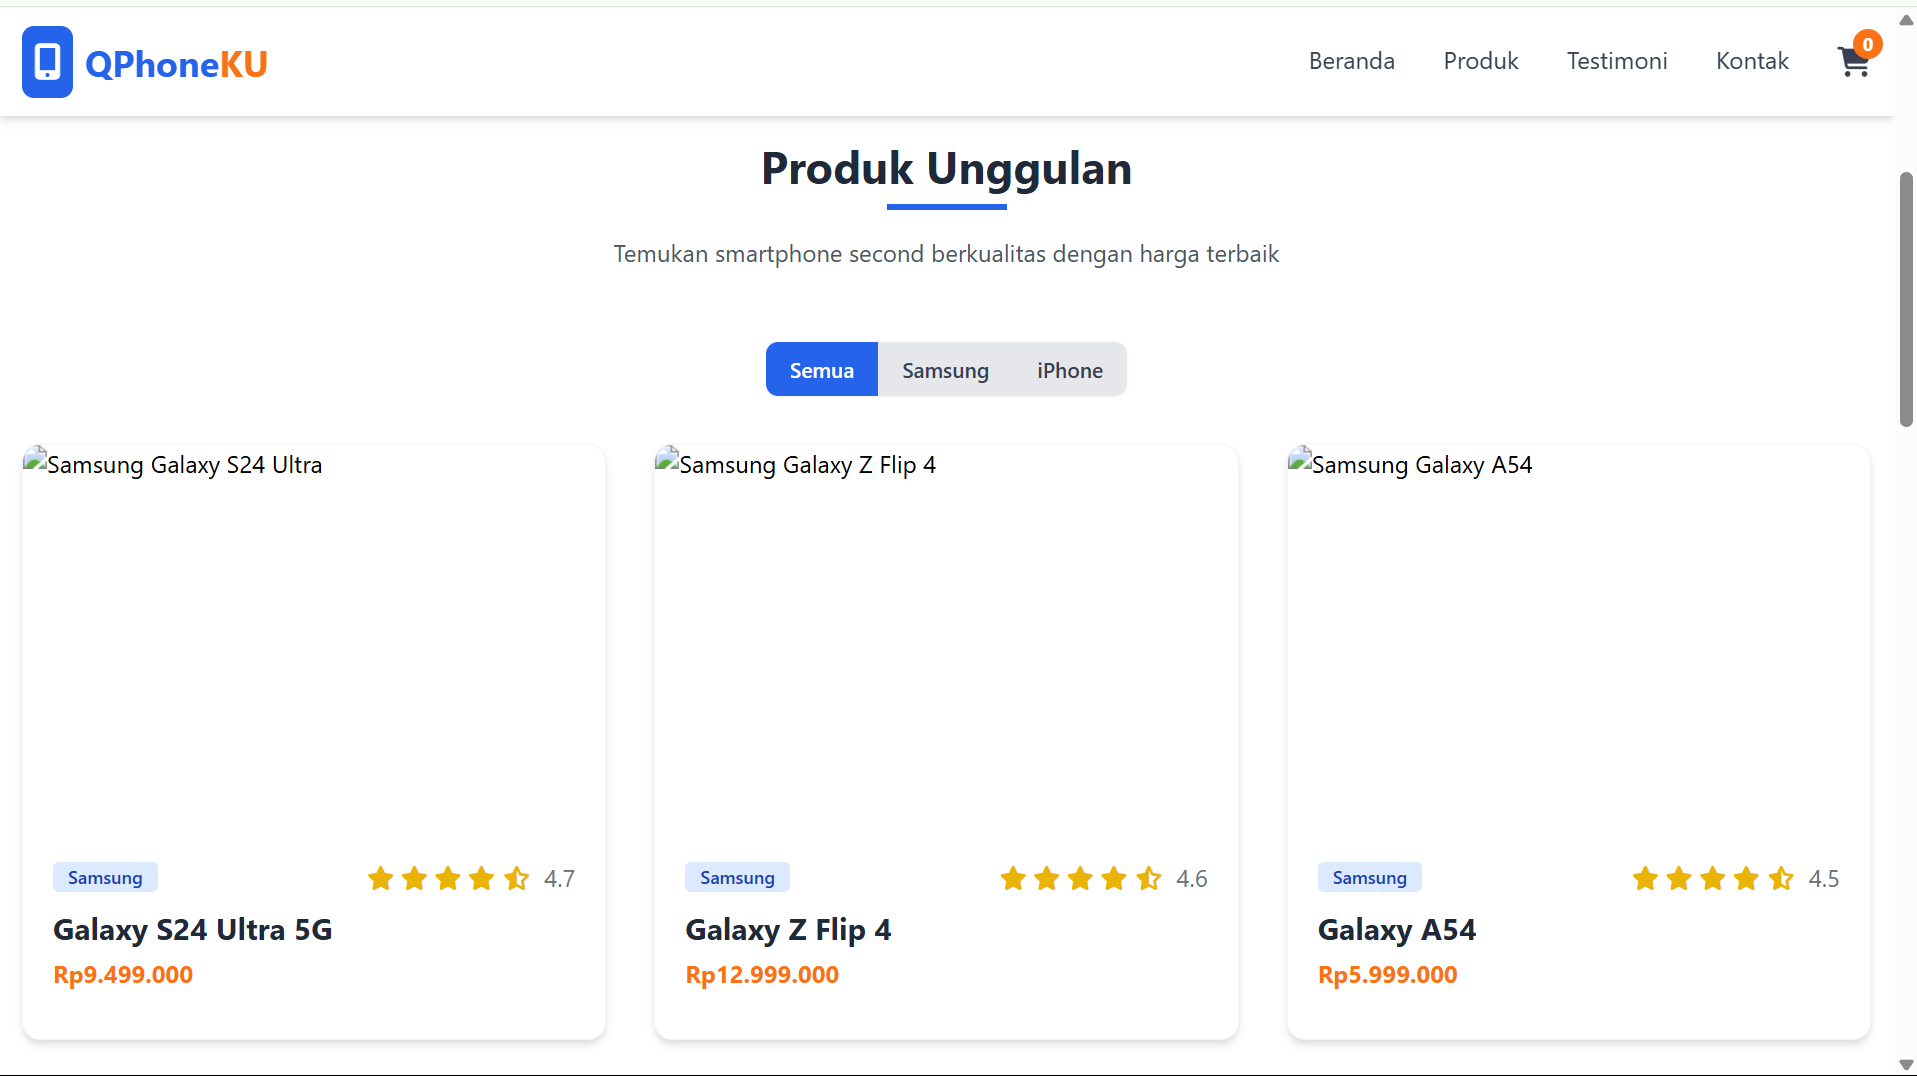 QPhoneKU
Beranda Produk Testimoni Kontak 0
Produk Unggulan
Temukan smartphone second berkualitas dengan harga terbaik
Semua Samsung iPhone
Samsung Galaxy S24 Ultra
Samsung 4.7
Galaxy S24 Ultra 5G
Rp9.499.000
Samsung Galaxy Z Flip 4
Samsung 4.6
Galaxy Z Flip 4
Rp12.999.000
Samsung Galaxy A54
Samsung 4.5
Galaxy A54
Rp5.999.000